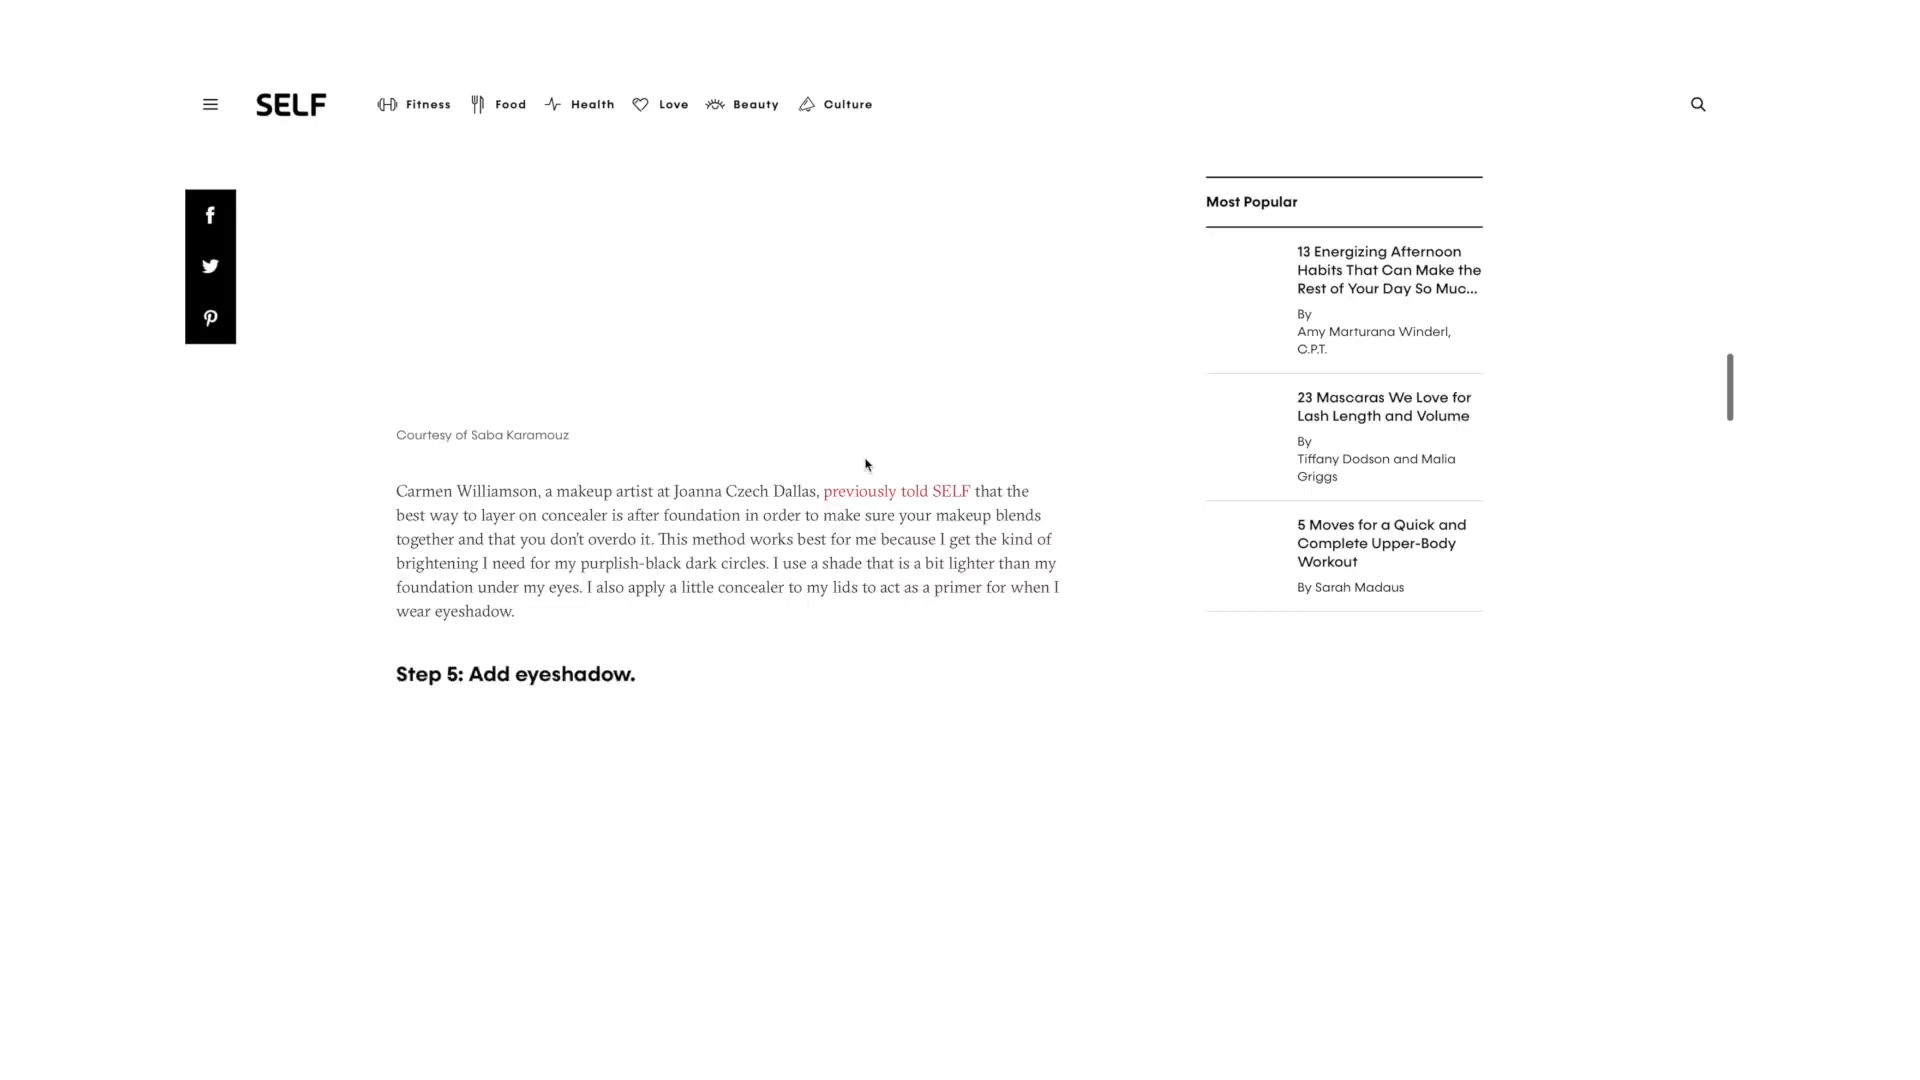 SELF
Fitness
Food
Health
Love
Beauty
Culture
Most Popular
13 Energizing Afternoon
Habits That Can Make the
Rest of Your Day So Muc...
By
Amy Marturana Winderl,
C.P.T.
23 Mascaras We Love for
Lash Length and Volume
By
Tiffany Dodson and Malia
Griggs
5 Moves for a Quick and
Complete Upper-Body
Workout
By Sarah Madaus
Courtesy of Saba Karamouz
Carmen Williamson, a makeup artist at Joanna Czech Dallas, previously told SELF that the
best way to layer on concealer is after foundation in order to make sure your makeup blends
together and that you don't overdo it. This method works best for me because I get the kind of
brightening I need for my purplish-black dark circles. I use a shade that is a bit lighter than my
foundation under my eyes. I also apply a little concealer to my lids to act as a primer for when I
wear eyeshadow.
Step 5: Add eyeshadow.